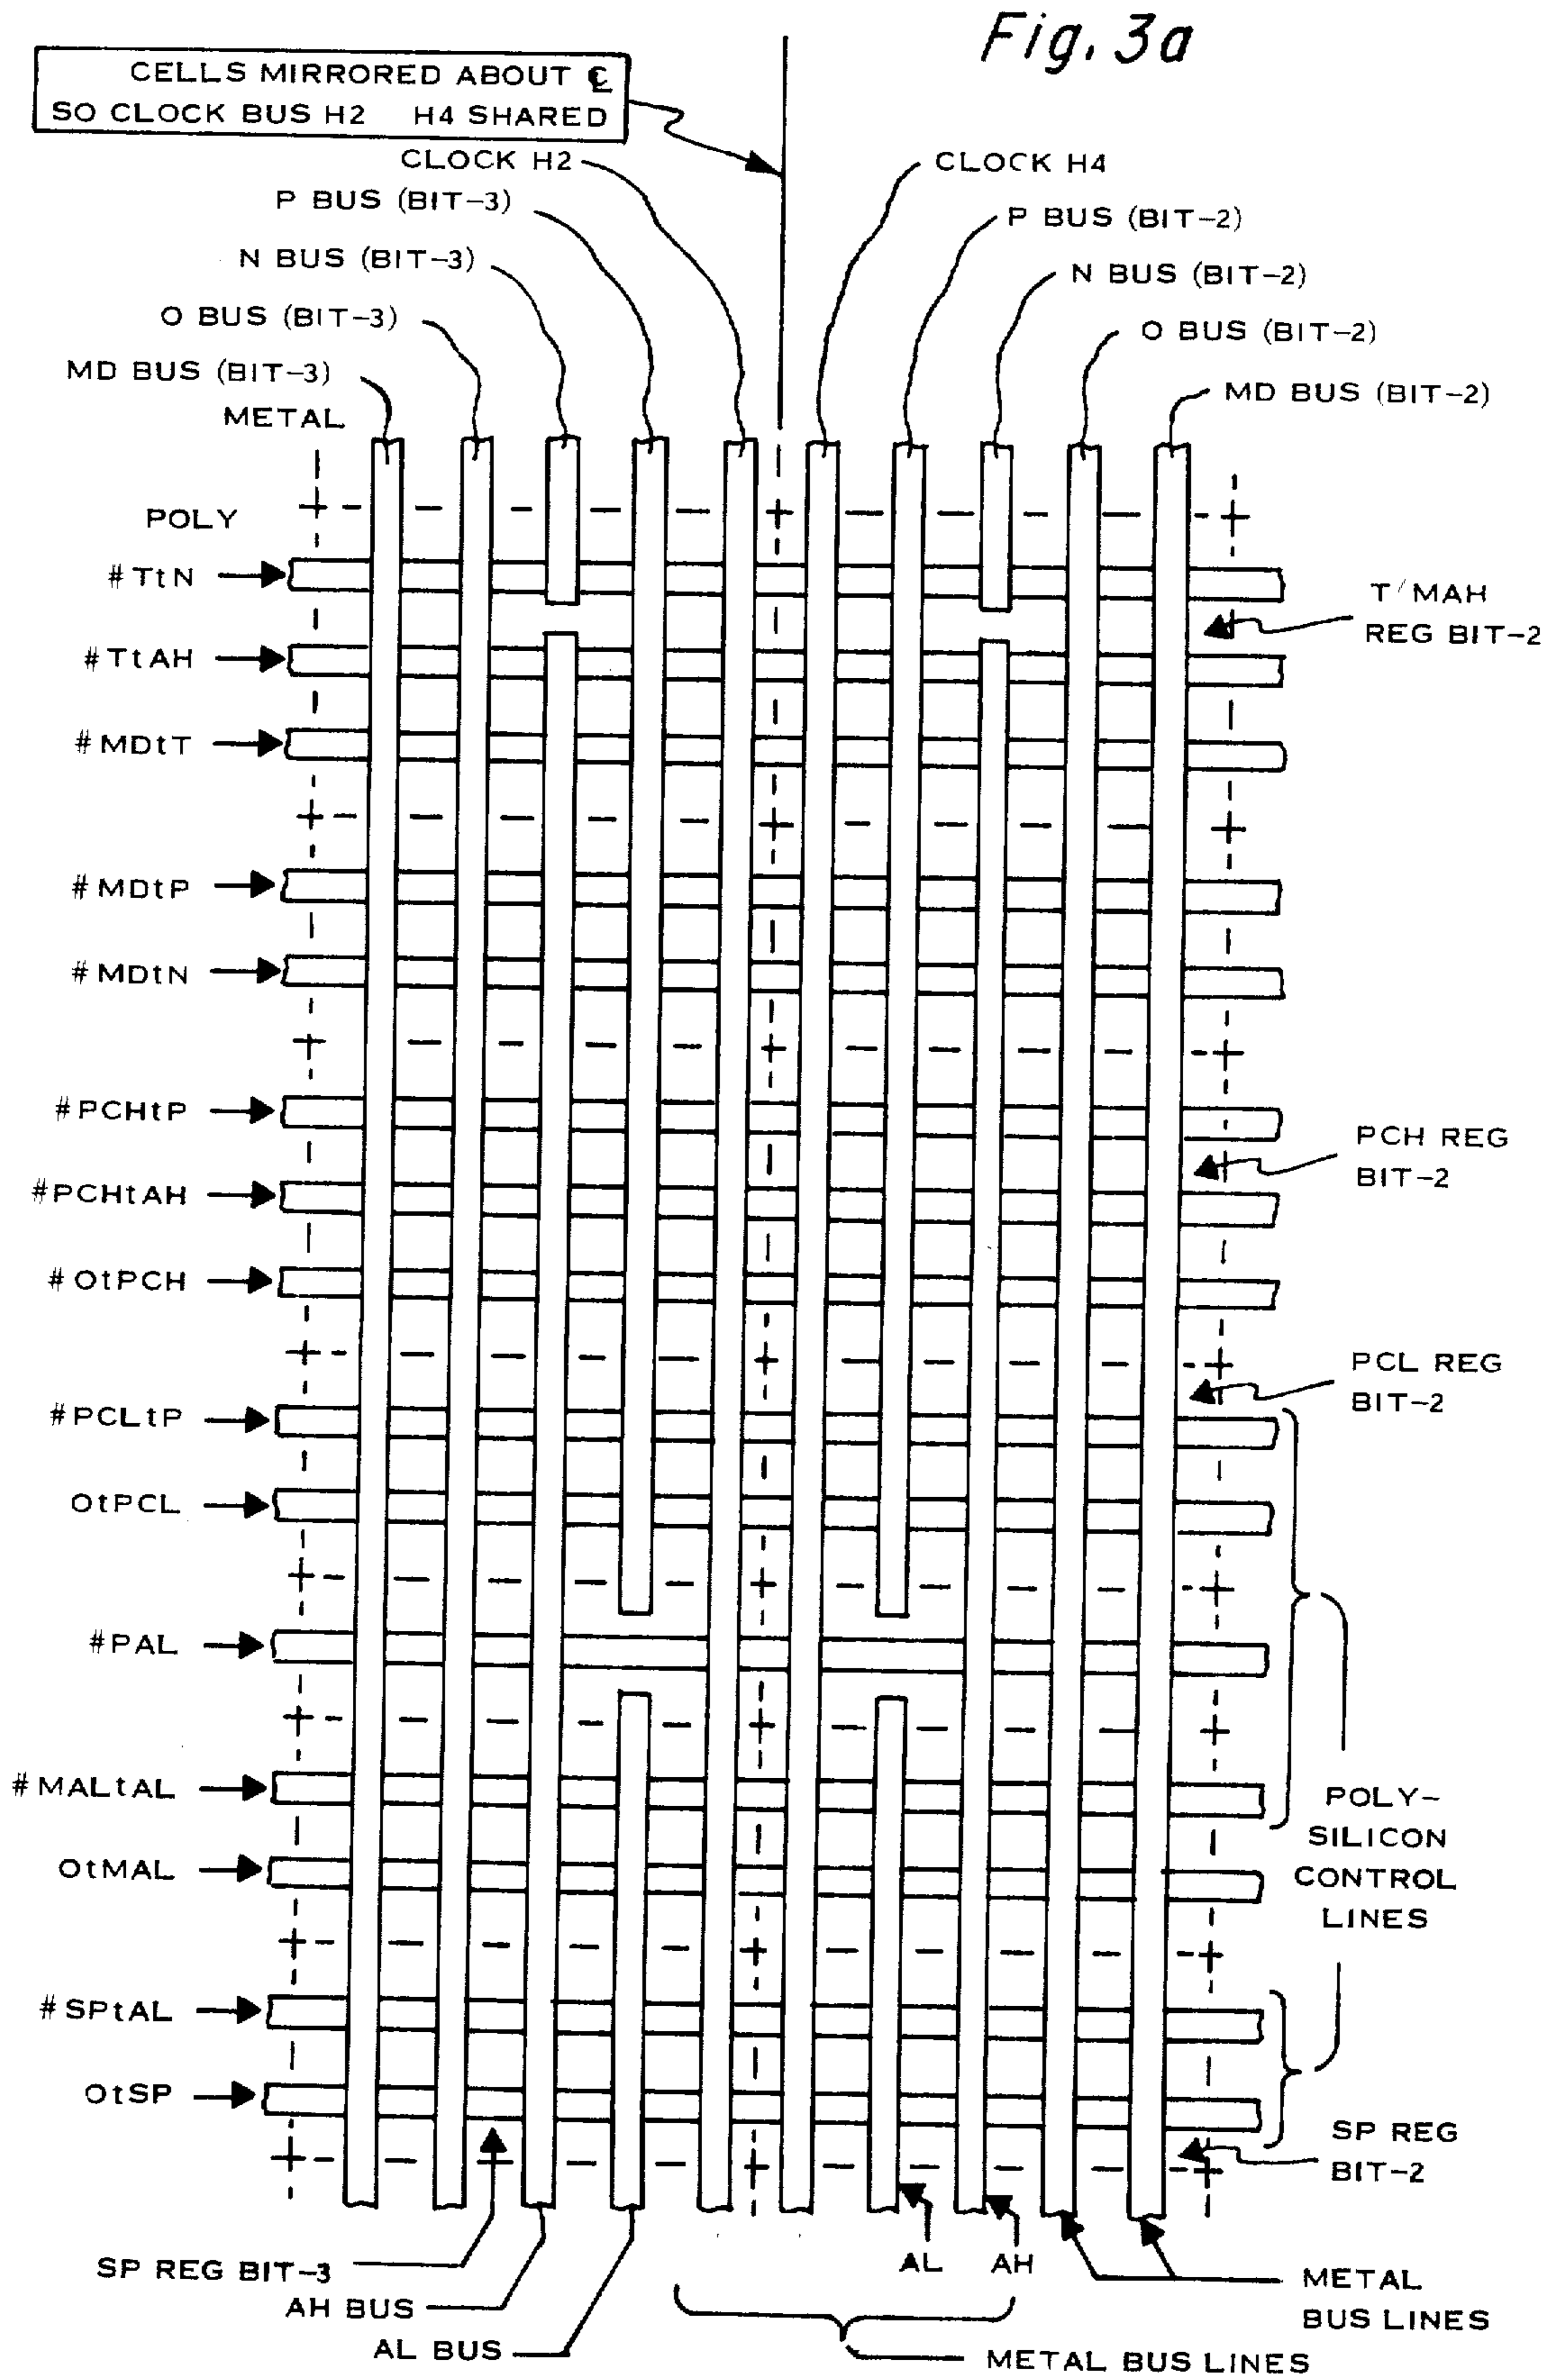 Fig. 3a
CELLS MIRRORED ABOUT ℄
SO CLOCK BUS H2 H4 SHARED
CLOCK H2
P BUS (BIT-3)
N BUS (BIT-3)
O BUS (BIT-3)
MD BUS (BIT-3)
METAL
CLOCK H4
P BUS (BIT-2)
N BUS (BIT-2)
O BUS (BIT-2)
MD BUS (BIT-2)
POLY
#TtN
#TtAH
#MDtT
#MDtP
#MDtN
#PCHtP
#PCHtAH
#OtPCH
#PCLtP
OtPCL
#PAL
#MALtAL
OtMAL
#SPtAL
OtSP
T/MAH
REG BIT-2
PCH REG
BIT-2
PCL REG
BIT-2
POLY-
SILICON
CONTROL
LINES
SP REG
BIT-2
SP REG BIT-3
AH BUS
AL BUS
AL
AH
METAL
BUS LINES
METAL BUS LINES